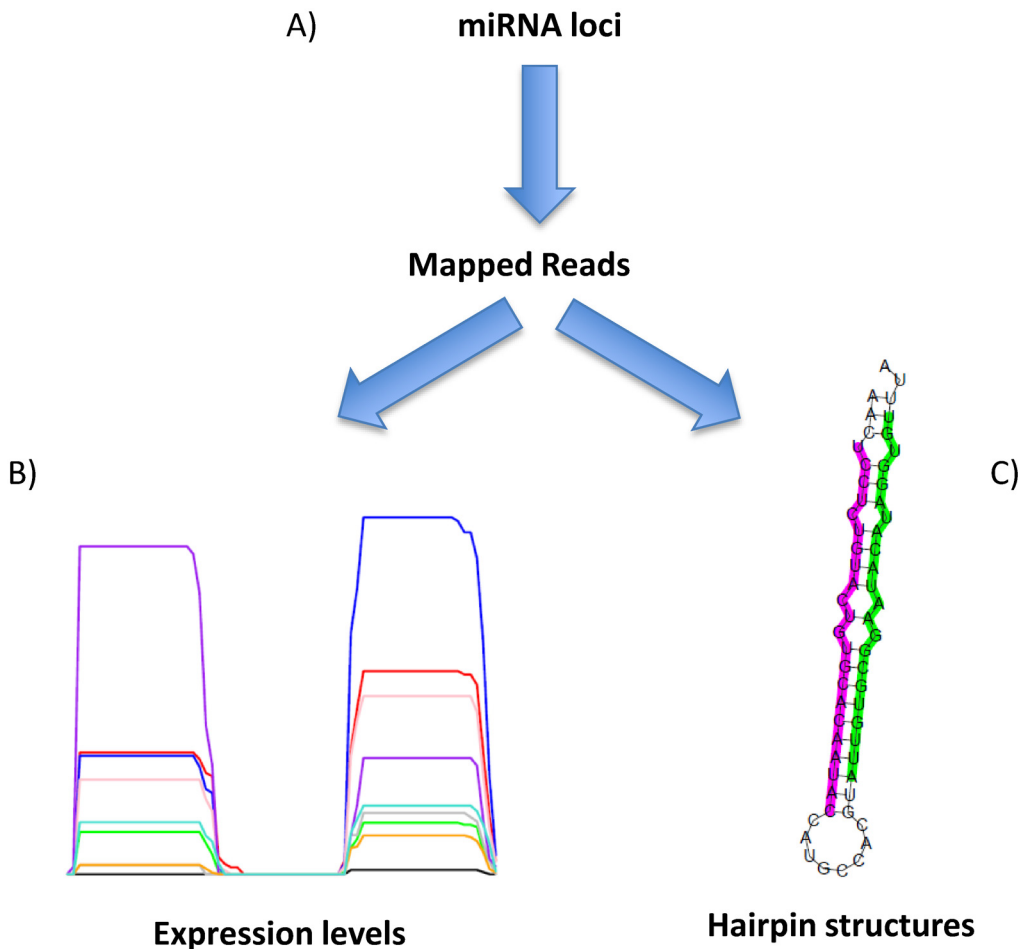 A)
miRNA loci
Mapped Reads
B)
C)
Expression levels
Hairpin structures